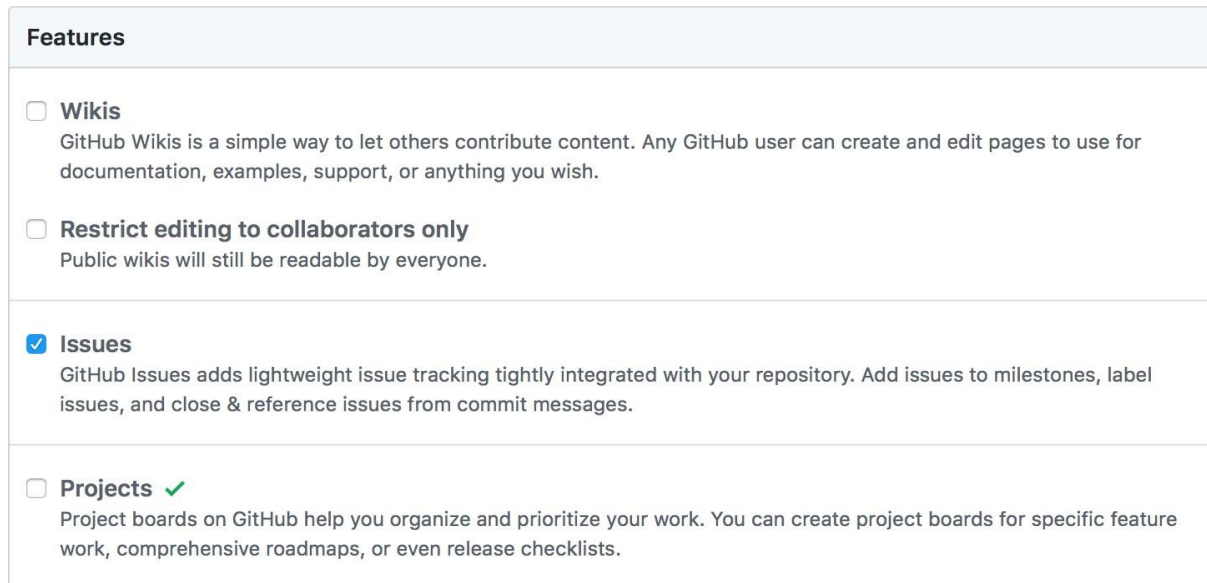 Features
Wikis
GitHub Wikis is a simple way to let others contribute content. Any GitHub user can create and edit pages to use for
documentation, examples, support, or anything you wish.
Restrict editing to collaborators only
Public wikis will still be readable by everyone.
Issues
GitHub Issues adds lightweight issue tracking tightly integrated with your repository. Add issues to milestones, label
issues, and close & reference issues from commit messages.
Projects
Project boards on GitHub help you organize and prioritize your work. You can create project boards for specific feature
work, comprehensive roadmaps, or even release checklists.